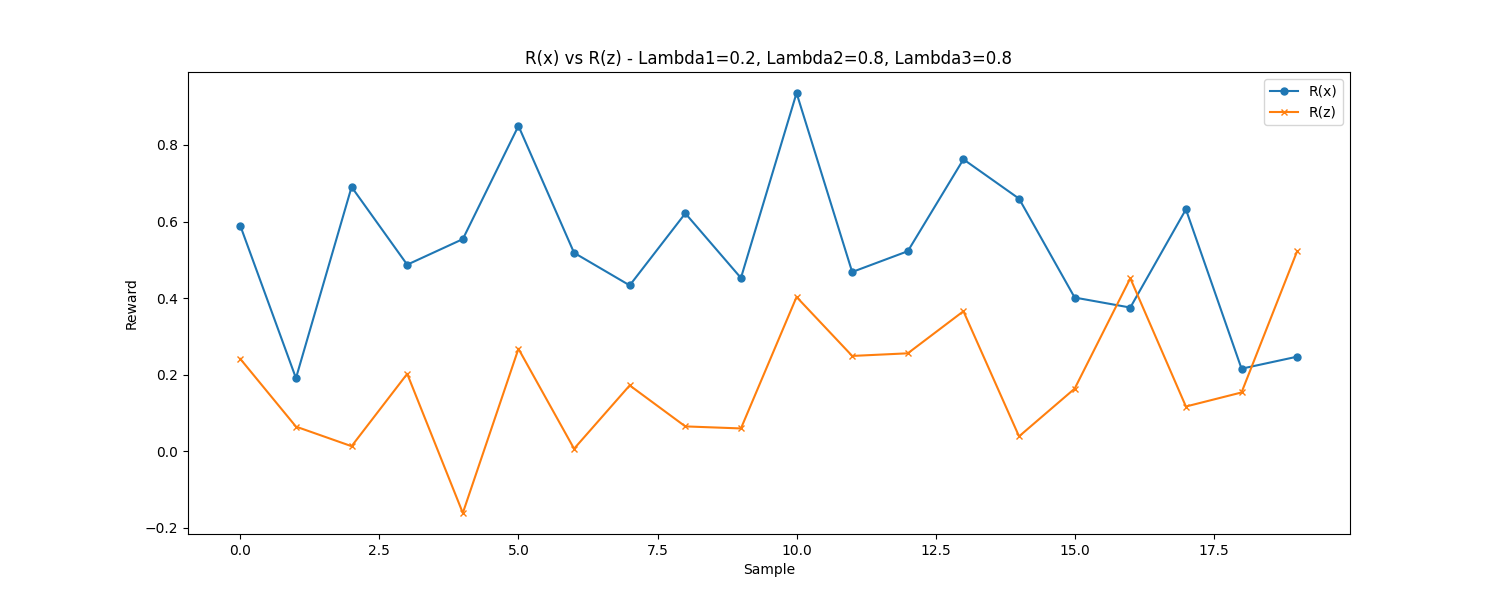 R(x) vs R(z) - Lambda1=0.2, Lambda2=0.8, Lambda3=0.8
R(x)
R(z)
Reward
0.8
0.6
0.4
0.2
0.0
−0.2
0.0 2.5 5.0 7.5 10.0 12.5 15.0 17.5
Sample